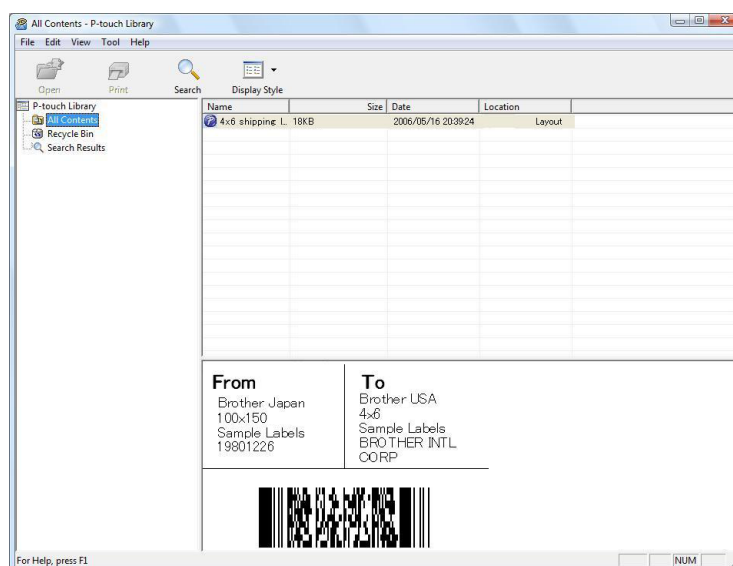 All Contents - P-touch Library
File Edit View Tool Help
Open Print Search Display Style
P-touch Library
All Contents
Recycle Bin
Search Results
Name Size Date Location
4x6 shipping l... 18KB 2006/05/16 20:39:24 Layout
From
Brother Japan
100x150
Sample Labels
19801226
To
Brother USA
4x6
Sample Labels
BROTHER INTL
CORP
For Help, press F1
NUM